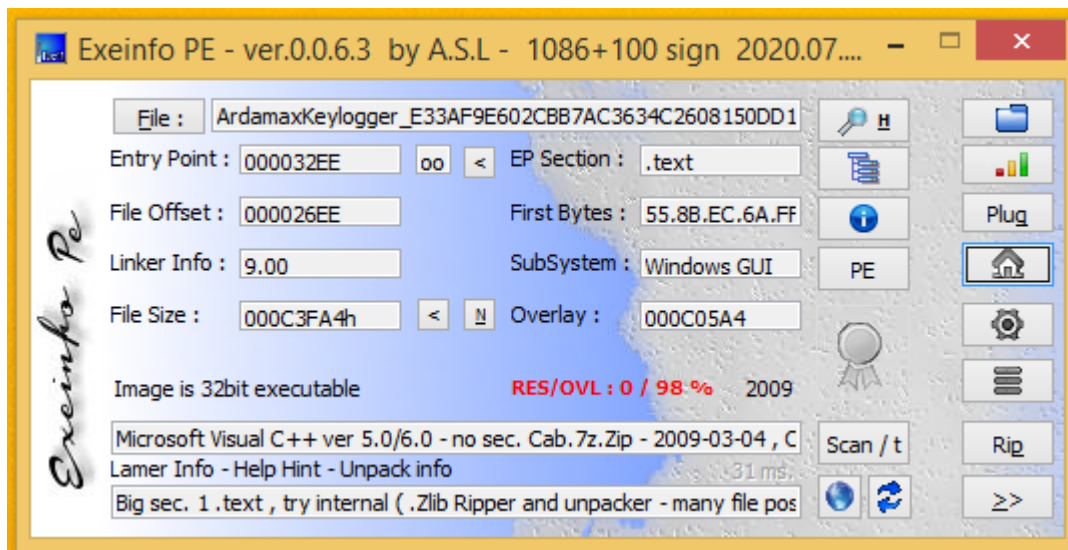 Exeinfo PE - ver.0.0.6.3 by A.S.L - 1086+100 sign 2020.07....
File : ArdamaxKeylogger_E33AF9E602CBB7AC3634C2608150DD1
H
Entry Point : 000032EE oo < EP Section : .text
File Offset : 000026EE First Bytes : 55.8B.EC.6A.FF Plug
Linker Info : 9.00 SubSystem : Windows GUI PE
File Size : 000C3FA4h < N Overlay : 000C05A4
Image is 32bit executable RES/OVL : 0 / 98 % 2009
Microsoft Visual C++ ver 5.0/6.0 - no sec. Cab.7z.Zip - 2009-03-04 , C Scan / t Rip
Lamer Info - Help Hint - Unpack info 31 ms.
Big sec. 1 .text , try internal ( .Zlib Ripper and unpacker - many file pos >>
Exeinfo Pe